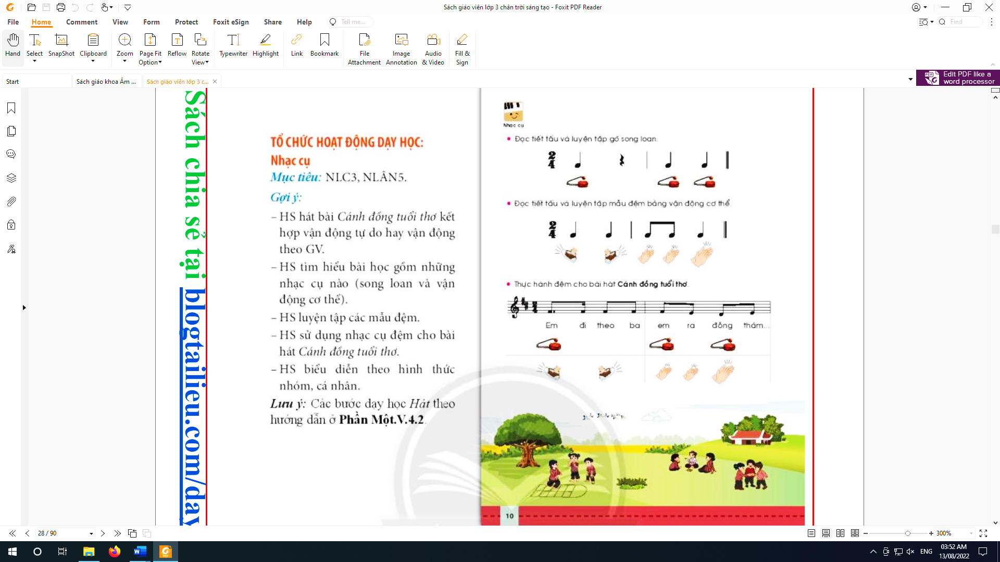 Sách giáo viên lớp 3 chân trời sáng tạo - Foxit PDF Reader
File Home Comment View Form Protect Foxit eSign Share Help Tell me... Find
Hand Select SnapShot Clipboard Zoom Page Fit Option Reflow Rotate View Typewriter Highlight Link Bookmark File Attachment Image Annotation Audio & Video Fill & Sign
Start Sách giáo khoa Âm ... Sách giáo viên lớp 3 c...
Edit PDF like a
word processor
Sách chia sẻ tại blogtailieu.com/day
TỔ CHỨC HOẠT ĐỘNG DẠY HỌC:
Nhạc cụ
Mục tiêu: NLC3, NLÂN5.
Gợi ý:
– HS hát bài Cánh đồng tuổi thơ kết
hợp vận động tự do hay vận động
theo GV.
– HS tìm hiểu bài học gồm những
nhạc cụ nào (song loan và vận
động cơ thể).
– HS luyện tập các mẫu đệm.
– HS sử dụng nhạc cụ đệm cho bài
hát Cánh đồng tuổi thơ.
– HS biểu diễn theo hình thức
nhóm, cá nhân.
Lưu ý: Các bước dạy học Hát theo
hướng dẫn ở Phần Một.V.4.2.
Nhạc cụ
• Đọc tiết tấu và luyện tập gõ song loan.
2
4
• Đọc tiết tấu và luyện tập mẫu đệm bằng vận động cơ thể.
2
4
• Thực hành đệm cho bài hát Cánh đồng tuổi thơ.
2
4
Em đi theo ba em ra đồng thám...
10
28 / 90
300%
ENG
03:52 AM
13/08/2022